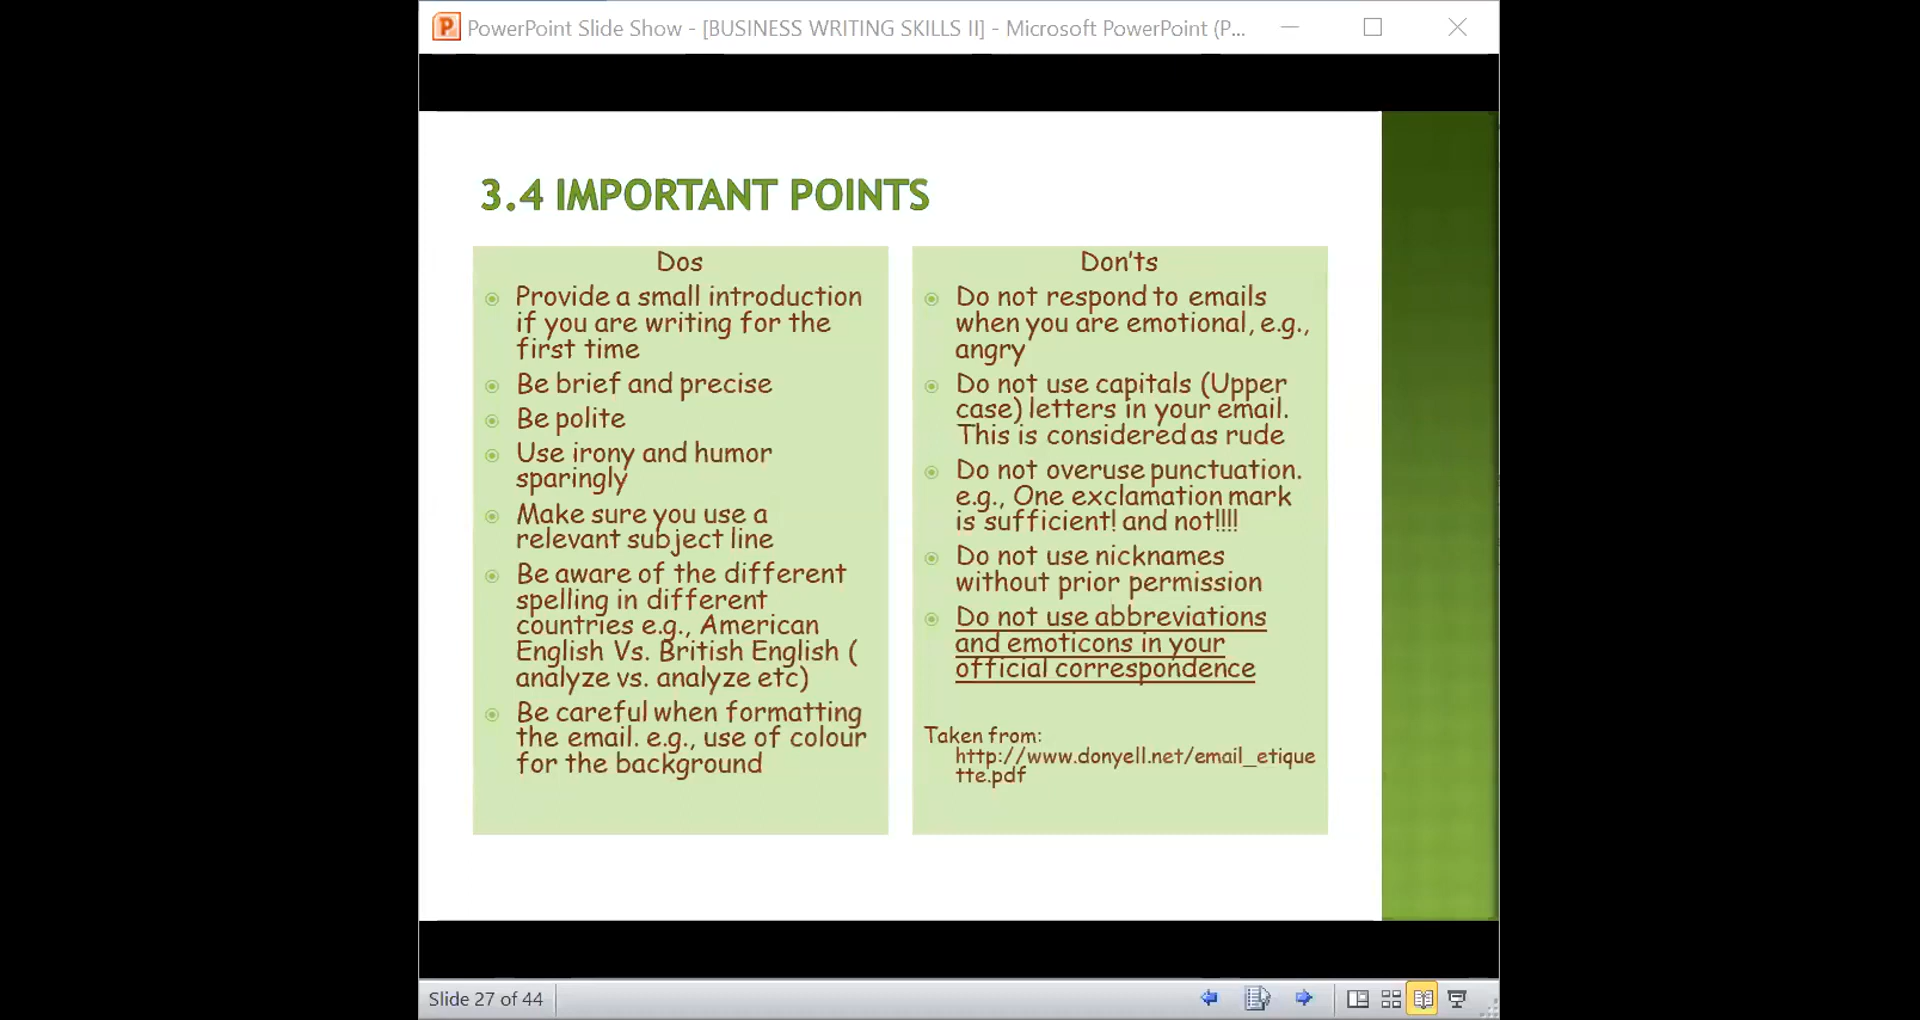 PowerPoint Slide Show - [BUSINESS WRITING SKILLS II] - Microsoft PowerPoint (P...
3.4 IMPORTANT POINTS
Dos
Provide a small introduction
if you are writing for the
first time
Be brief and precise
Be polite
Use irony and humor
sparingly
Make sure you use a
relevant subject line
Be aware of the different
spelling in different
countries e.g., American
English Vs. British English (
analyze vs. analyze etc)
Be careful when formatting
the email. e.g., use of colour
for the background
Don'ts
Do not respond to emails
when you are emotional, e.g.,
angry
Do not use capitals (Upper
case) letters in your email.
This is considered as rude
Do not overuse punctuation.
e.g., One exclamation mark
is sufficient! and not!!!!
Do not use nicknames
without prior permission
Do not use abbreviations
and emoticons in your
official correspondence
Taken from:
http://www.donyell.net/email_etique
tte.pdf
Slide 27 of 44